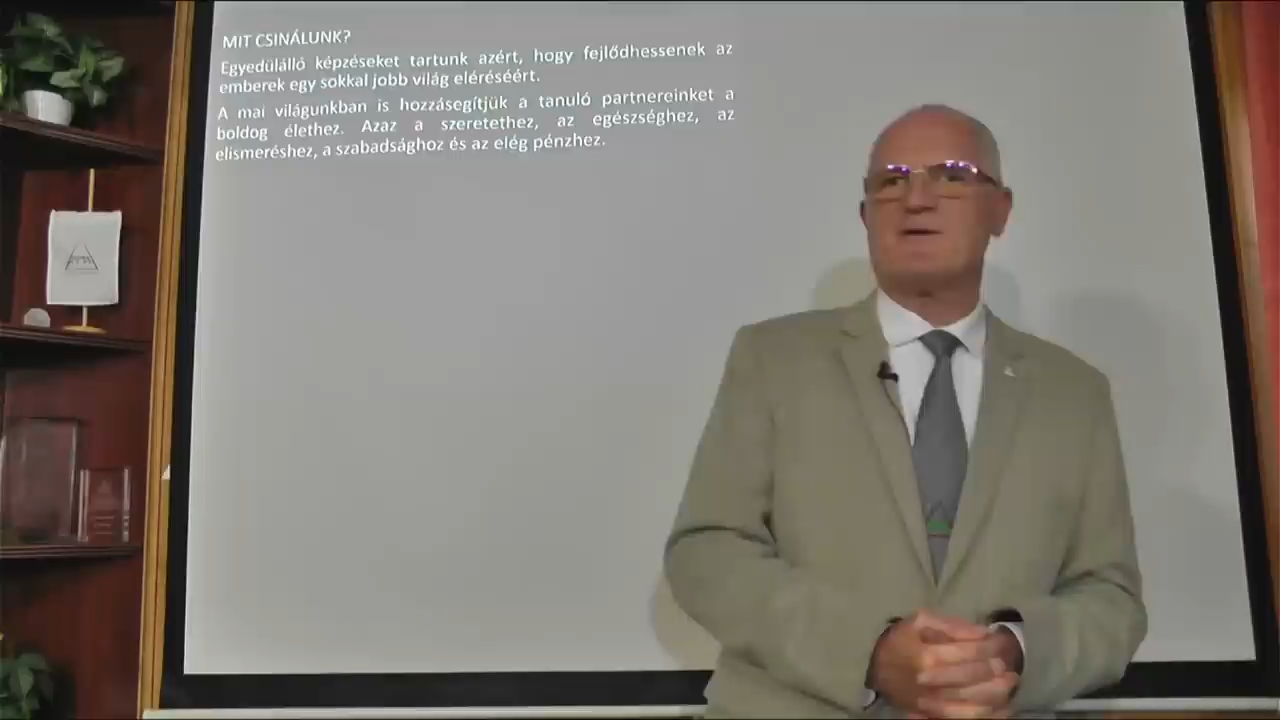 MIT CSINÁLUNK?
Egyedülálló képzéseket tartunk azért, hogy fejlődhessenek az
emberek egy sokkal jobb világ eléréséért.
A mai világunkban is hozzásegítjük a tanuló partnereinket a
boldog élethez. Azaz a szeretethez, az egészséghez, az
elismeréshez, a szabadsághoz és az elég pénzhez.